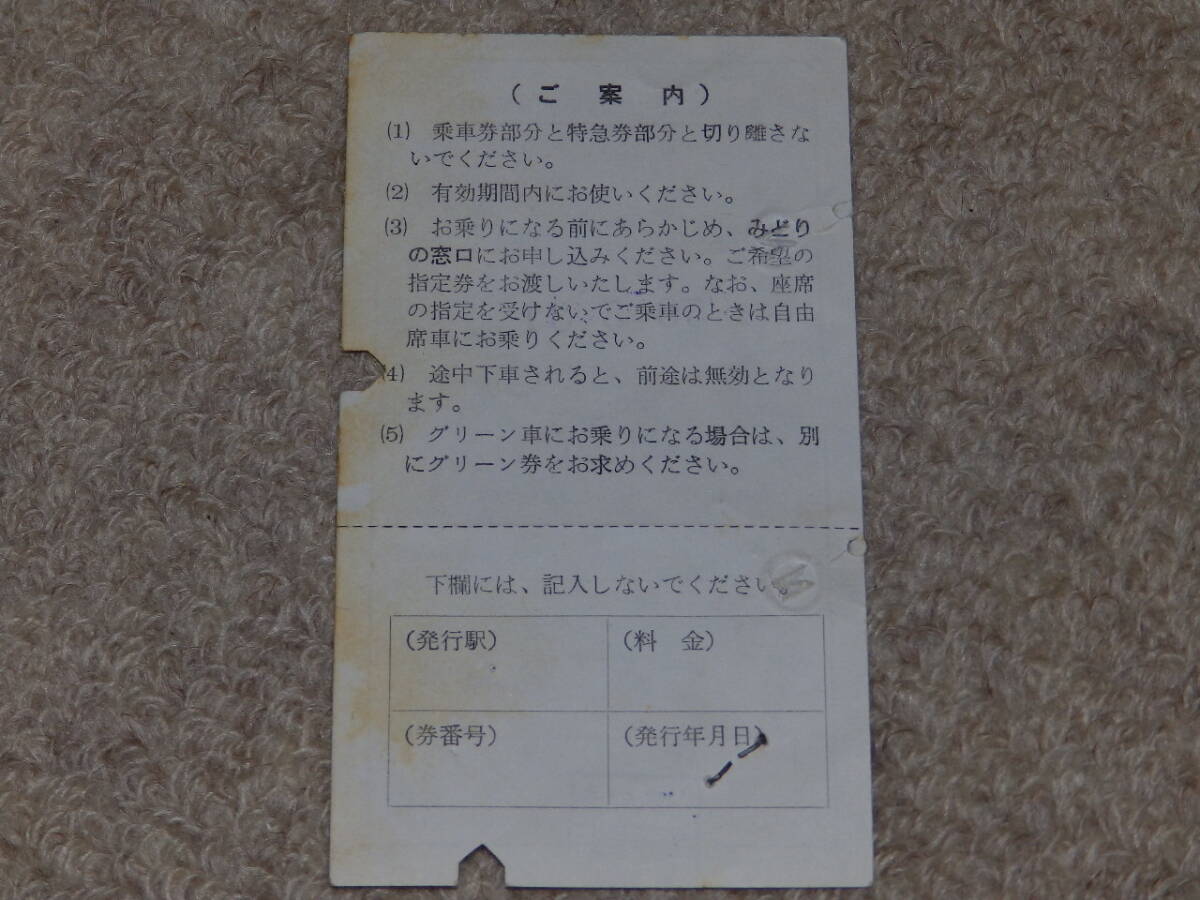 （ご案内）
(1) 乗車券部分と特急券部分と切り離さな
いでください。
(2) 有効期間内にお使いください。
(3) お乗りになる前にあらかじめ、みどり
の窓口にお申し込みください。ご希望の
指定券をお渡しいたします。なお、座席
の指定を受けないでご乗車のときは自由
席車にお乗りください。
(4) 途中下車されると、前途は無効となり
ます。
(5) グリーン車にお乗りになる場合は、別
にグリーン券をお求めください。
下欄には、記入しないでください。
（発行駅） （料　金）
（券番号） （発行年月日）